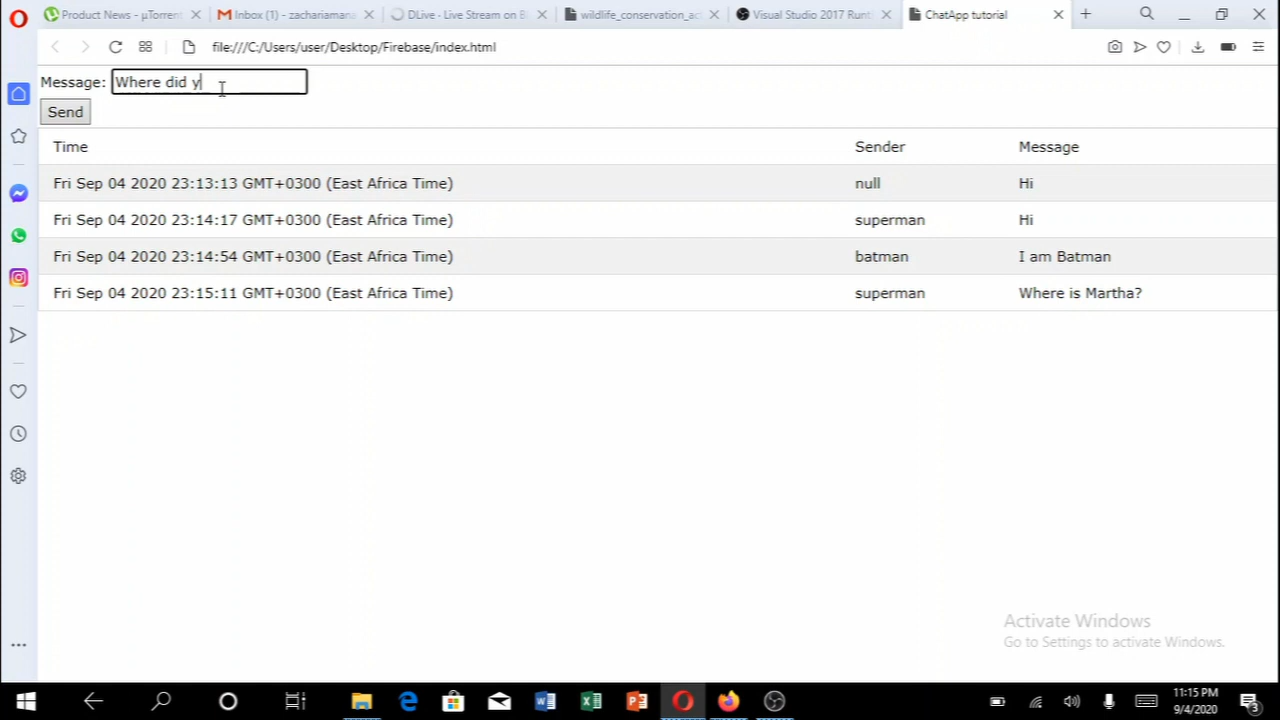 Product News - µTorrent
Inbox (1) - zachariamana
DLive · Live Stream on B
wildlife_conservation_ac
Visual Studio 2017 Runt
ChatApp tutorial
file:///C:/Users/user/Desktop/Firebase/index.html
Message: Where did y
Send
Time Sender Message
Fri Sep 04 2020 23:13:13 GMT+0300 (East Africa Time) null Hi
Fri Sep 04 2020 23:14:17 GMT+0300 (East Africa Time) superman Hi
Fri Sep 04 2020 23:14:54 GMT+0300 (East Africa Time) batman I am Batman
Fri Sep 04 2020 23:15:11 GMT+0300 (East Africa Time) superman Where is Martha?
Activate Windows
Go to Settings to activate Windows.
11:15 PM
9/4/2020
3